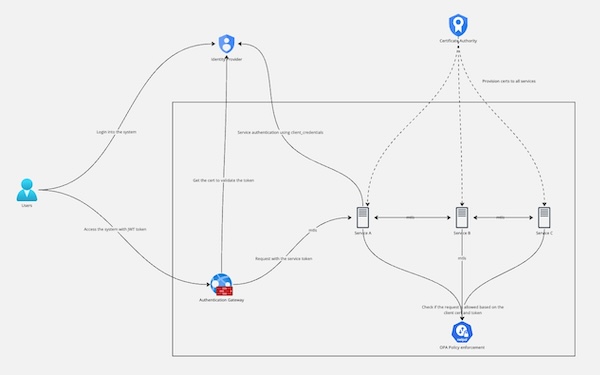 Certificate Authority
Identity Provider
Provision certs to all services
Login into the system
Service authentication using client_credentials
Get the cert to validate the token
Users
Access the system with JWT token
mtls
Service A
mtls
Service B
mtls
Service C
Request with the service token
mtls
Authentication Gateway
Check if the request is allowed based on the
client cert and token
OPA Policy enforcement